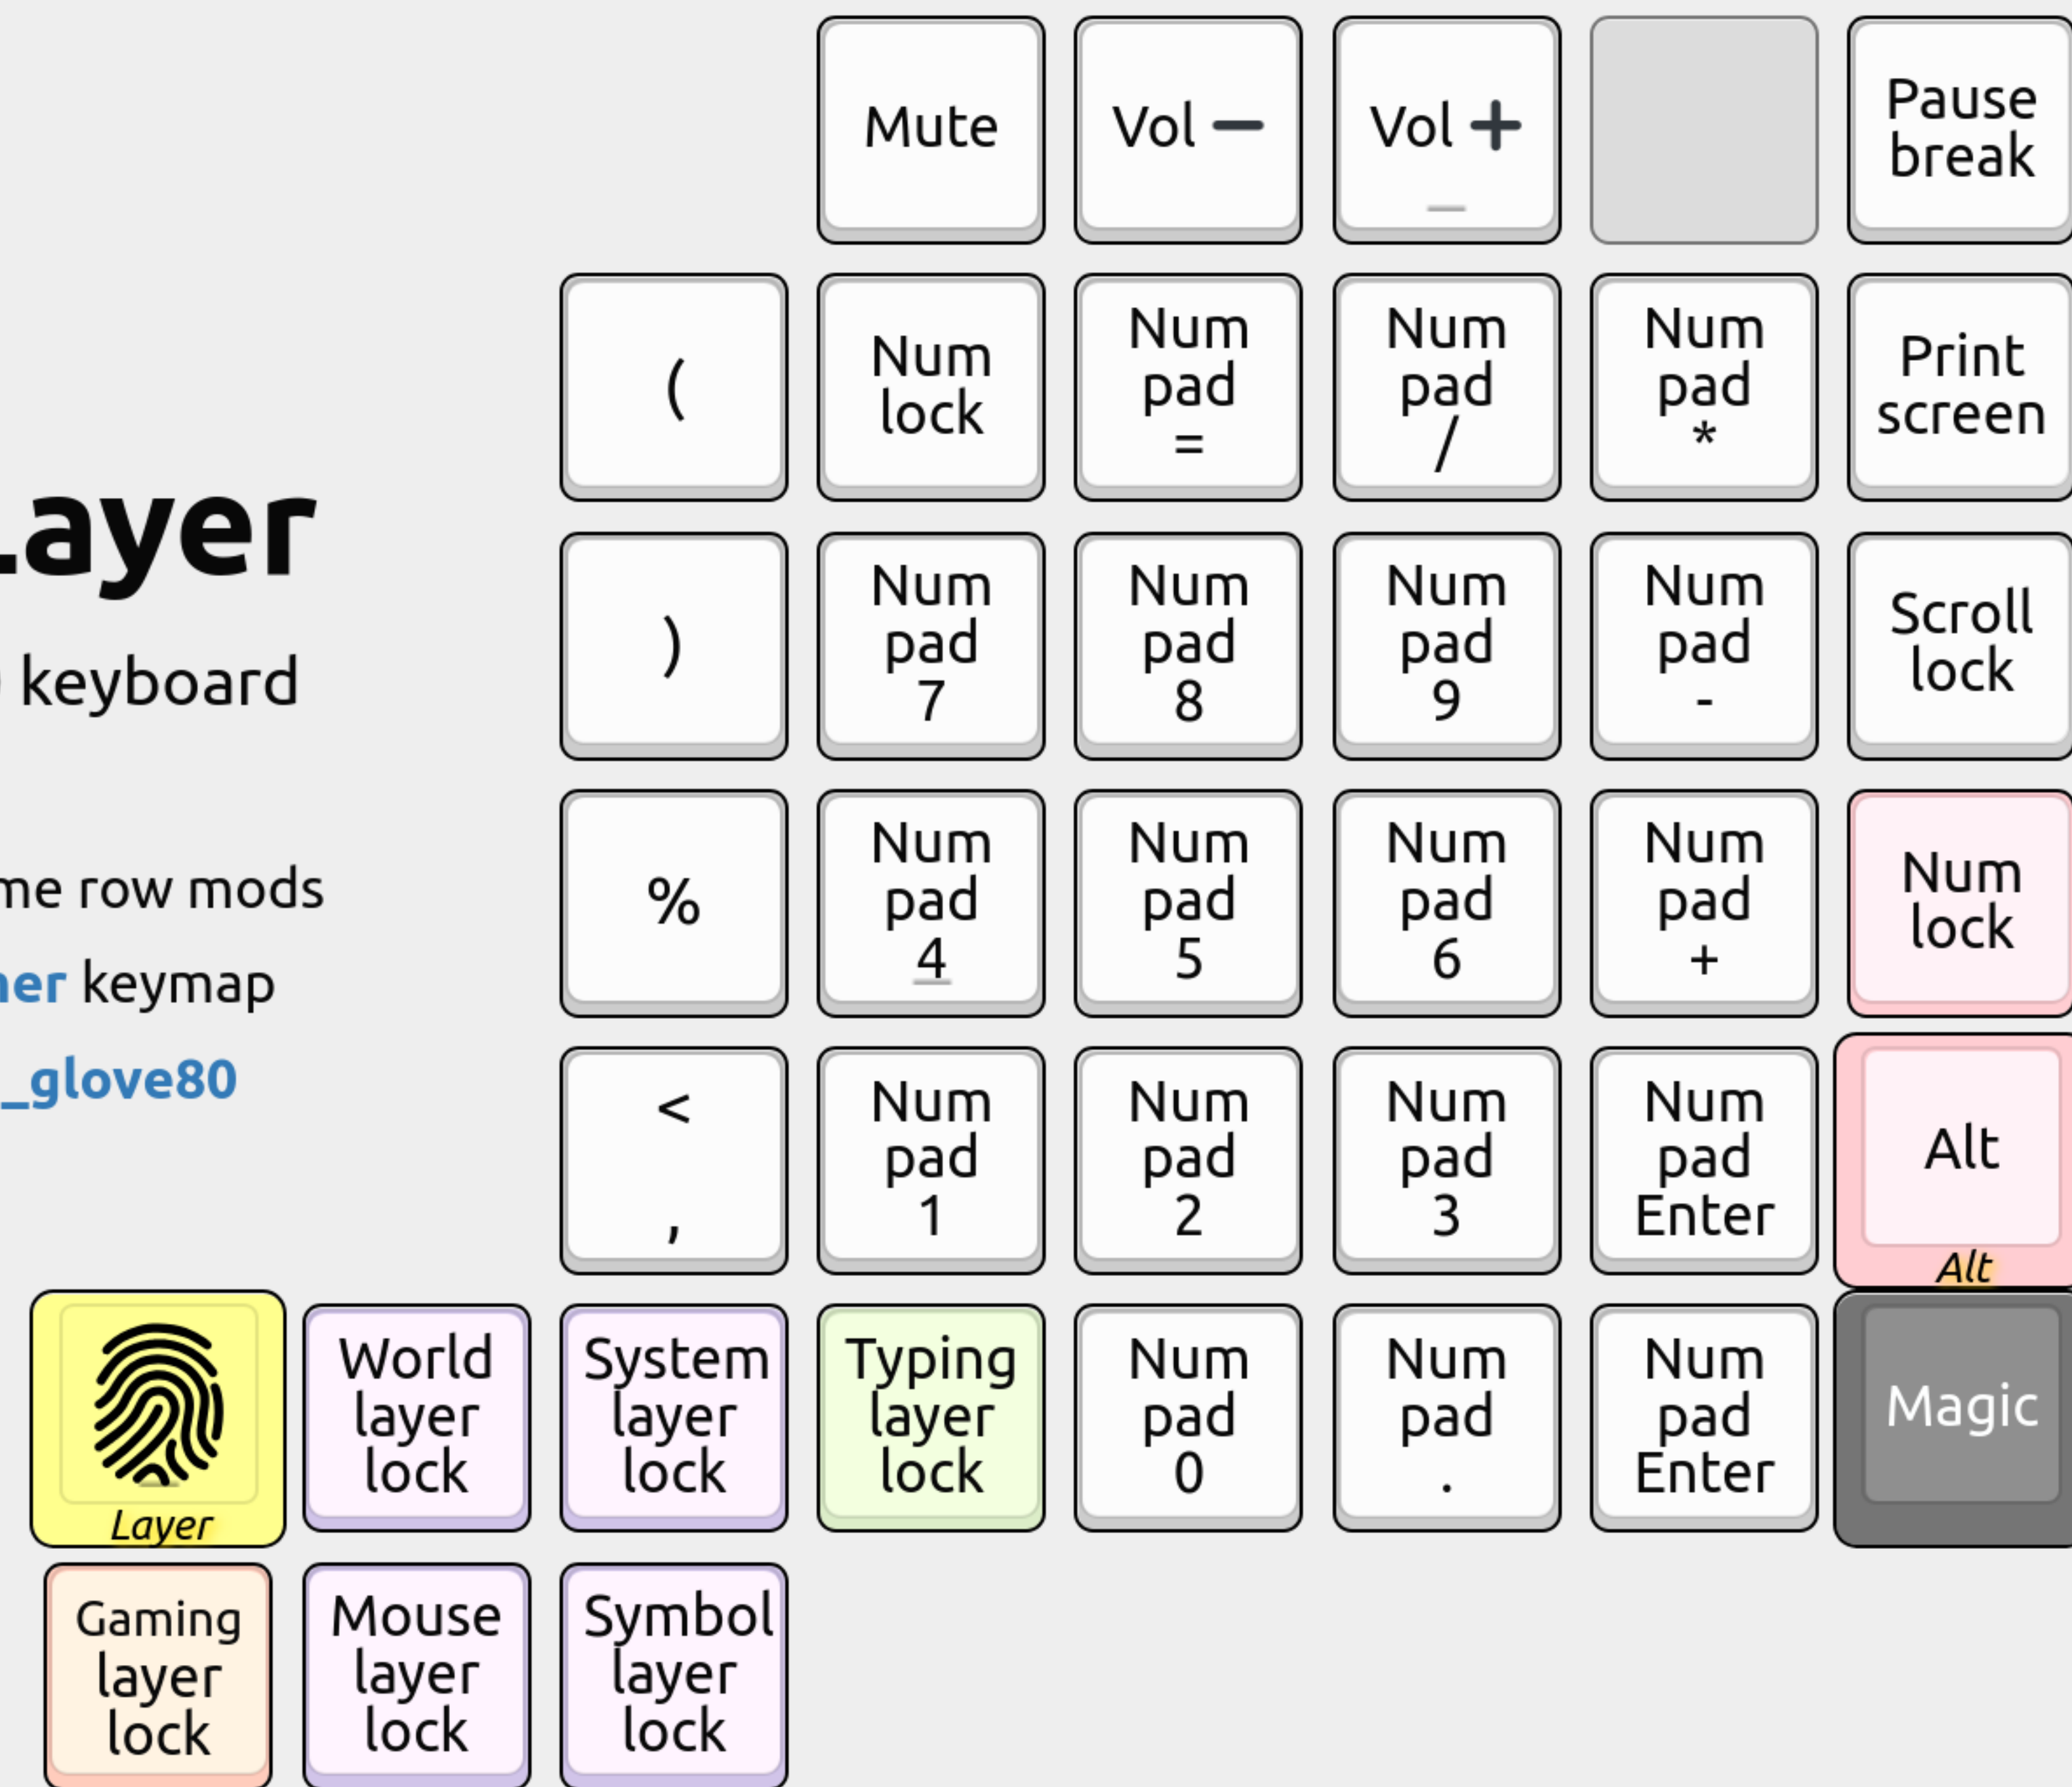 Mute
Vol −
Vol +
_
Pause
break
(
Num
lock
Num
pad
=
Num
pad
/
Num
pad
*
Print
screen
Layer
)
Num
pad
7
Num
pad
8
Num
pad
9
Num
pad
-
Scroll
lock
keyboard
me row mods
%
Num
pad
4
Num
pad
5
Num
pad
6
Num
pad
+
Num
lock
er keymap
_glove80
<
,
Num
pad
1
Num
pad
2
Num
pad
3
Num
pad
Enter
Alt
Alt
Layer
World
layer
lock
System
layer
lock
Typing
layer
lock
Num
pad
0
Num
pad
.
Num
pad
Enter
Magic
Gaming
layer
lock
Mouse
layer
lock
Symbol
layer
lock